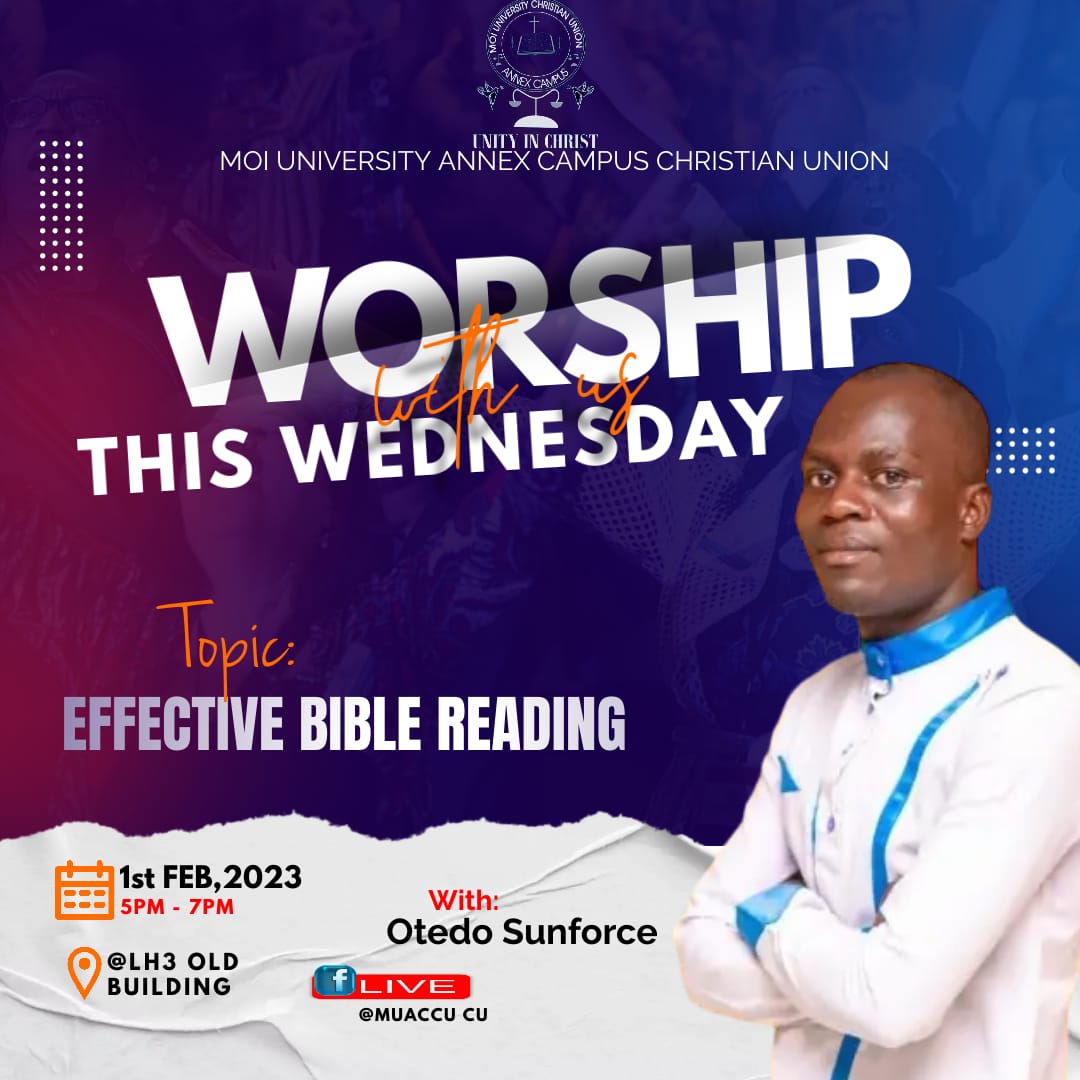 MOI UNIVERSITY CHRISTIAN UNION
ANNEX CAMPUS
UNITY IN CHRIST
MOI UNIVERSITY ANNEX CAMPUS CHRISTIAN UNION
WORSHIP
with us
THIS WEDNESDAY
Topic:
EFFECTIVE BIBLE READING
1st FEB,2023
5PM - 7PM
@LH3 OLD
BUILDING
With:
Otedo Sunforce
f LIVE
@MUACCU CU